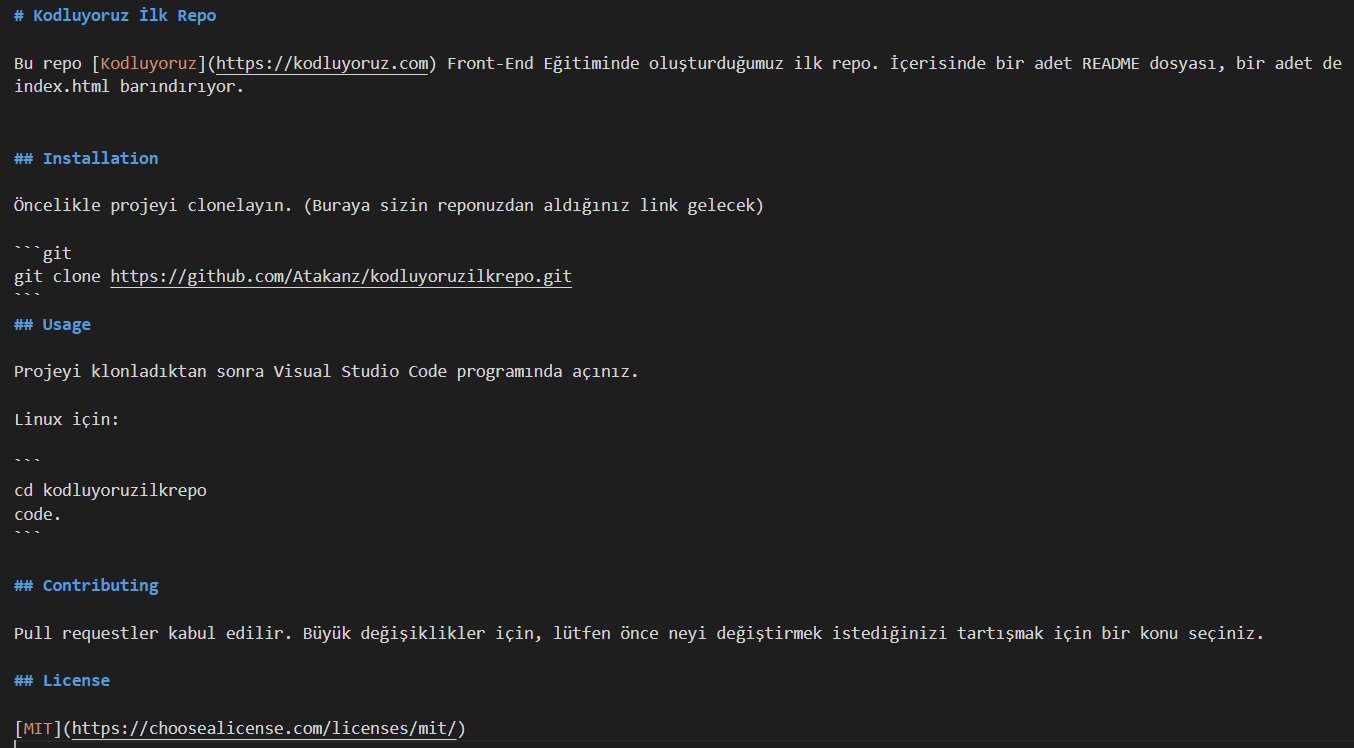 # Kodluyoruz İlk Repo
Bu repo [Kodluyoruz](https://kodluyoruz.com) Front-End Eğitiminde oluşturduğumuz ilk repo. İçerisinde bir adet README dosyası, bir adet de
index.html barındırıyor.
## Installation
Öncelikle projeyi clonelayın. (Buraya sizin reponuzdan aldığınız link gelecek)
```git
git clone https://github.com/Atakanz/kodluyoruzilkrepo.git
```
## Usage
Projeyi klonladıktan sonra Visual Studio Code programında açınız.
Linux için:
```
cd kodluyoruzilkrepo
code.
```
## Contributing
Pull requestler kabul edilir. Büyük değişiklikler için, lütfen önce neyi değiştirmek istediğinizi tartışmak için bir konu seçiniz.
## License
[MIT](https://choosealicense.com/licenses/mit/)